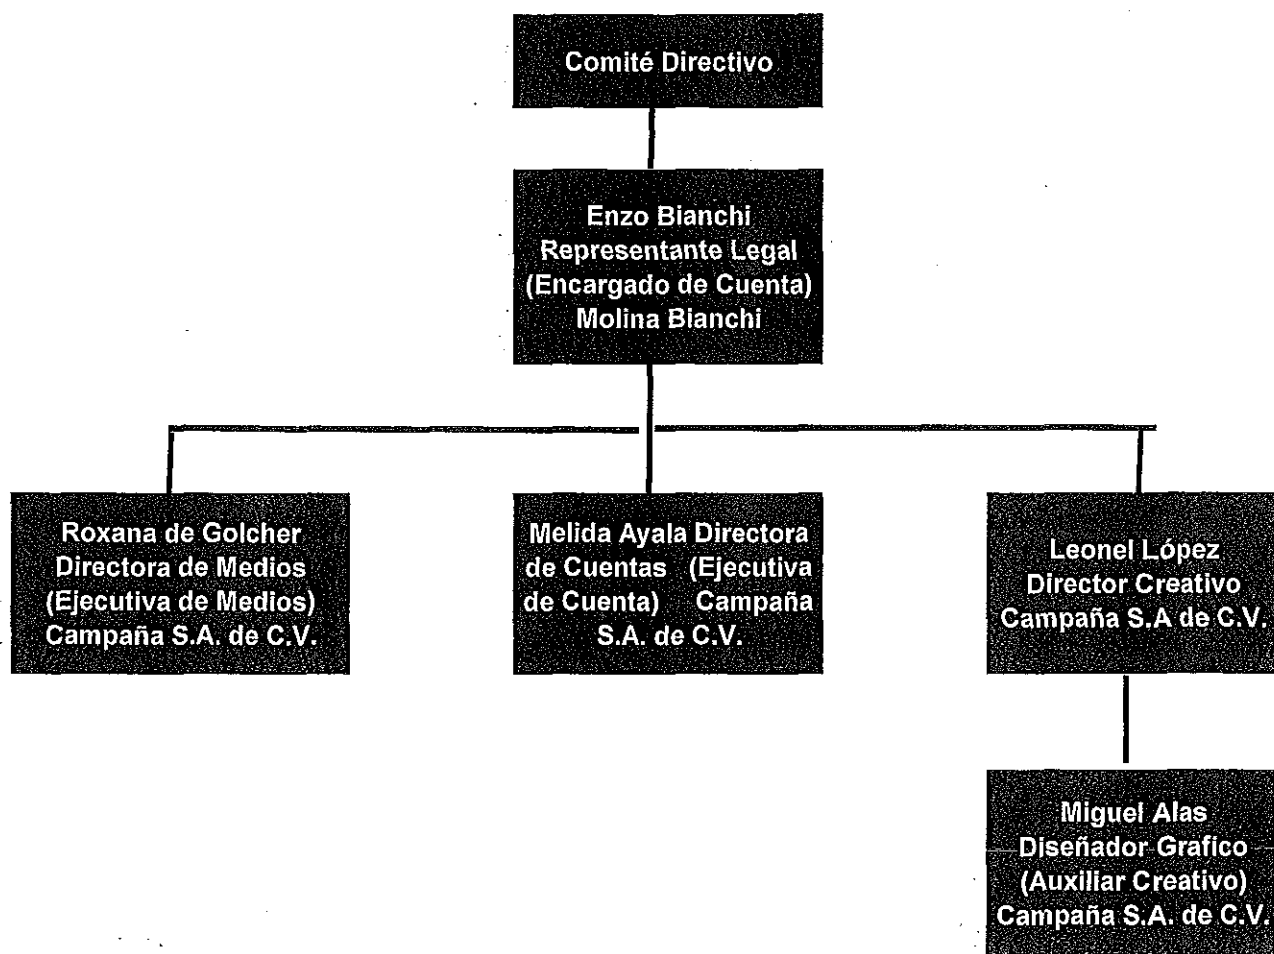 Comité Directivo
Enzo Bianchi
Representante Legal
(Encargado de Cuenta)
Molina Bianchi
Roxana de Golcher
Directora de Medios
(Ejecutiva de Medios)
Campaña S.A. de C.V.
Melida Ayala Directora
de Cuentas (Ejecutiva
de Cuenta) Campaña
S.A. de C.V.
Leonel López
Director Creativo
Campaña S.A de C.V.
Miguel Alas
Diseñador Grafico
(Auxiliar Creativo)
Campaña S.A. de C.V.